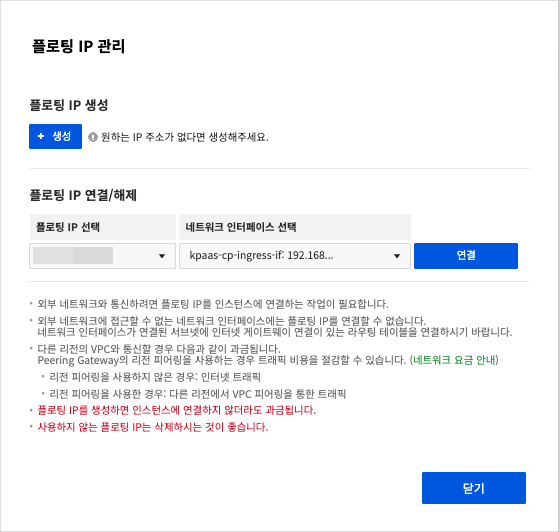 플로팅 IP 관리
플로팅 IP 생성
+ 생성
원하는 IP 주소가 없다면 생성해주세요.
플로팅 IP 연결/해제
플로팅 IP 선택
네트워크 인터페이스 선택
kpaas-cp-ingress-if: 192.168...
연결
• 외부 네트워크와 통신하려면 플로팅 IP를 인스턴스에 연결하는 작업이 필요합니다.
• 외부 네트워크에 접근할 수 없는 네트워크 인터페이스에는 플로팅 IP를 연결할 수 없습니다.
네트워크 인터페이스가 연결된 서브넷에 인터넷 게이트웨이 연결이 있는 라우팅 테이블을 연결하시기 바랍니다.
• 다른 리전의 VPC와 통신할 경우 다음과 같이 과금됩니다.
Peering Gateway의 리전 피어링을 사용하는 경우 트래픽 비용을 절감할 수 있습니다. (네트워크 요금 안내)
• 리전 피어링을 사용하지 않은 경우: 인터넷 트래픽
• 리전 피어링을 사용한 경우: 다른 리전에서 VPC 피어링을 통한 트래픽
• 플로팅 IP를 생성하면 인스턴스에 연결하지 않더라도 과금됩니다.
• 사용하지 않는 플로팅 IP는 삭제하시는 것이 좋습니다.
닫기